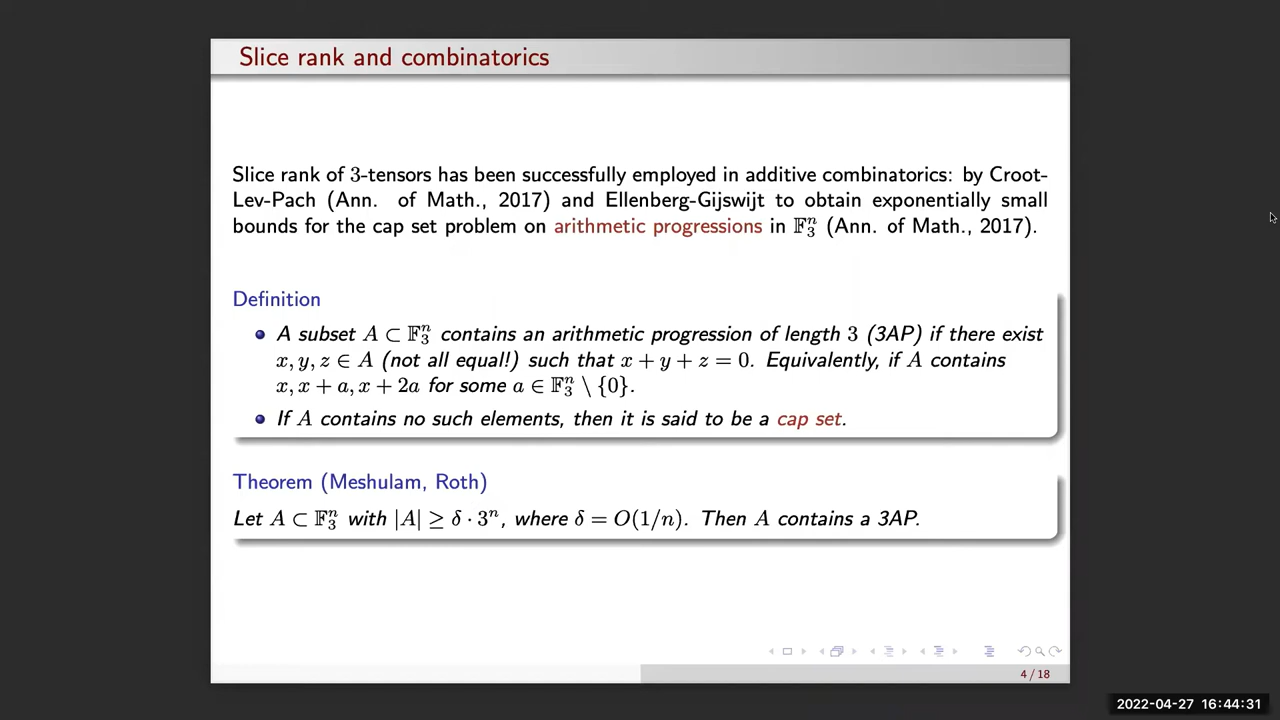 Slice rank and combinatorics
Slice rank of 3-tensors has been successfully employed in additive combinatorics: by Croot-
Lev-Pach (Ann. of Math., 2017) and Ellenberg-Gijswijt to obtain exponentially small
bounds for the cap set problem on arithmetic progressions in 𝔽₃ⁿ (Ann. of Math., 2017).
Definition
• A subset A ⊂ 𝔽₃ⁿ contains an arithmetic progression of length 3 (3AP) if there exist
x, y, z ∈ A (not all equal!) such that x + y + z = 0. Equivalently, if A contains
x, x + a, x + 2a for some a ∈ 𝔽₃ⁿ \ {0}.
• If A contains no such elements, then it is said to be a cap set.
Theorem (Meshulam, Roth)
Let A ⊂ 𝔽₃ⁿ with |A| ≥ δ · 3ⁿ, where δ = O(1/n). Then A contains a 3AP.
4 / 18
2022-04-27 16:44:31